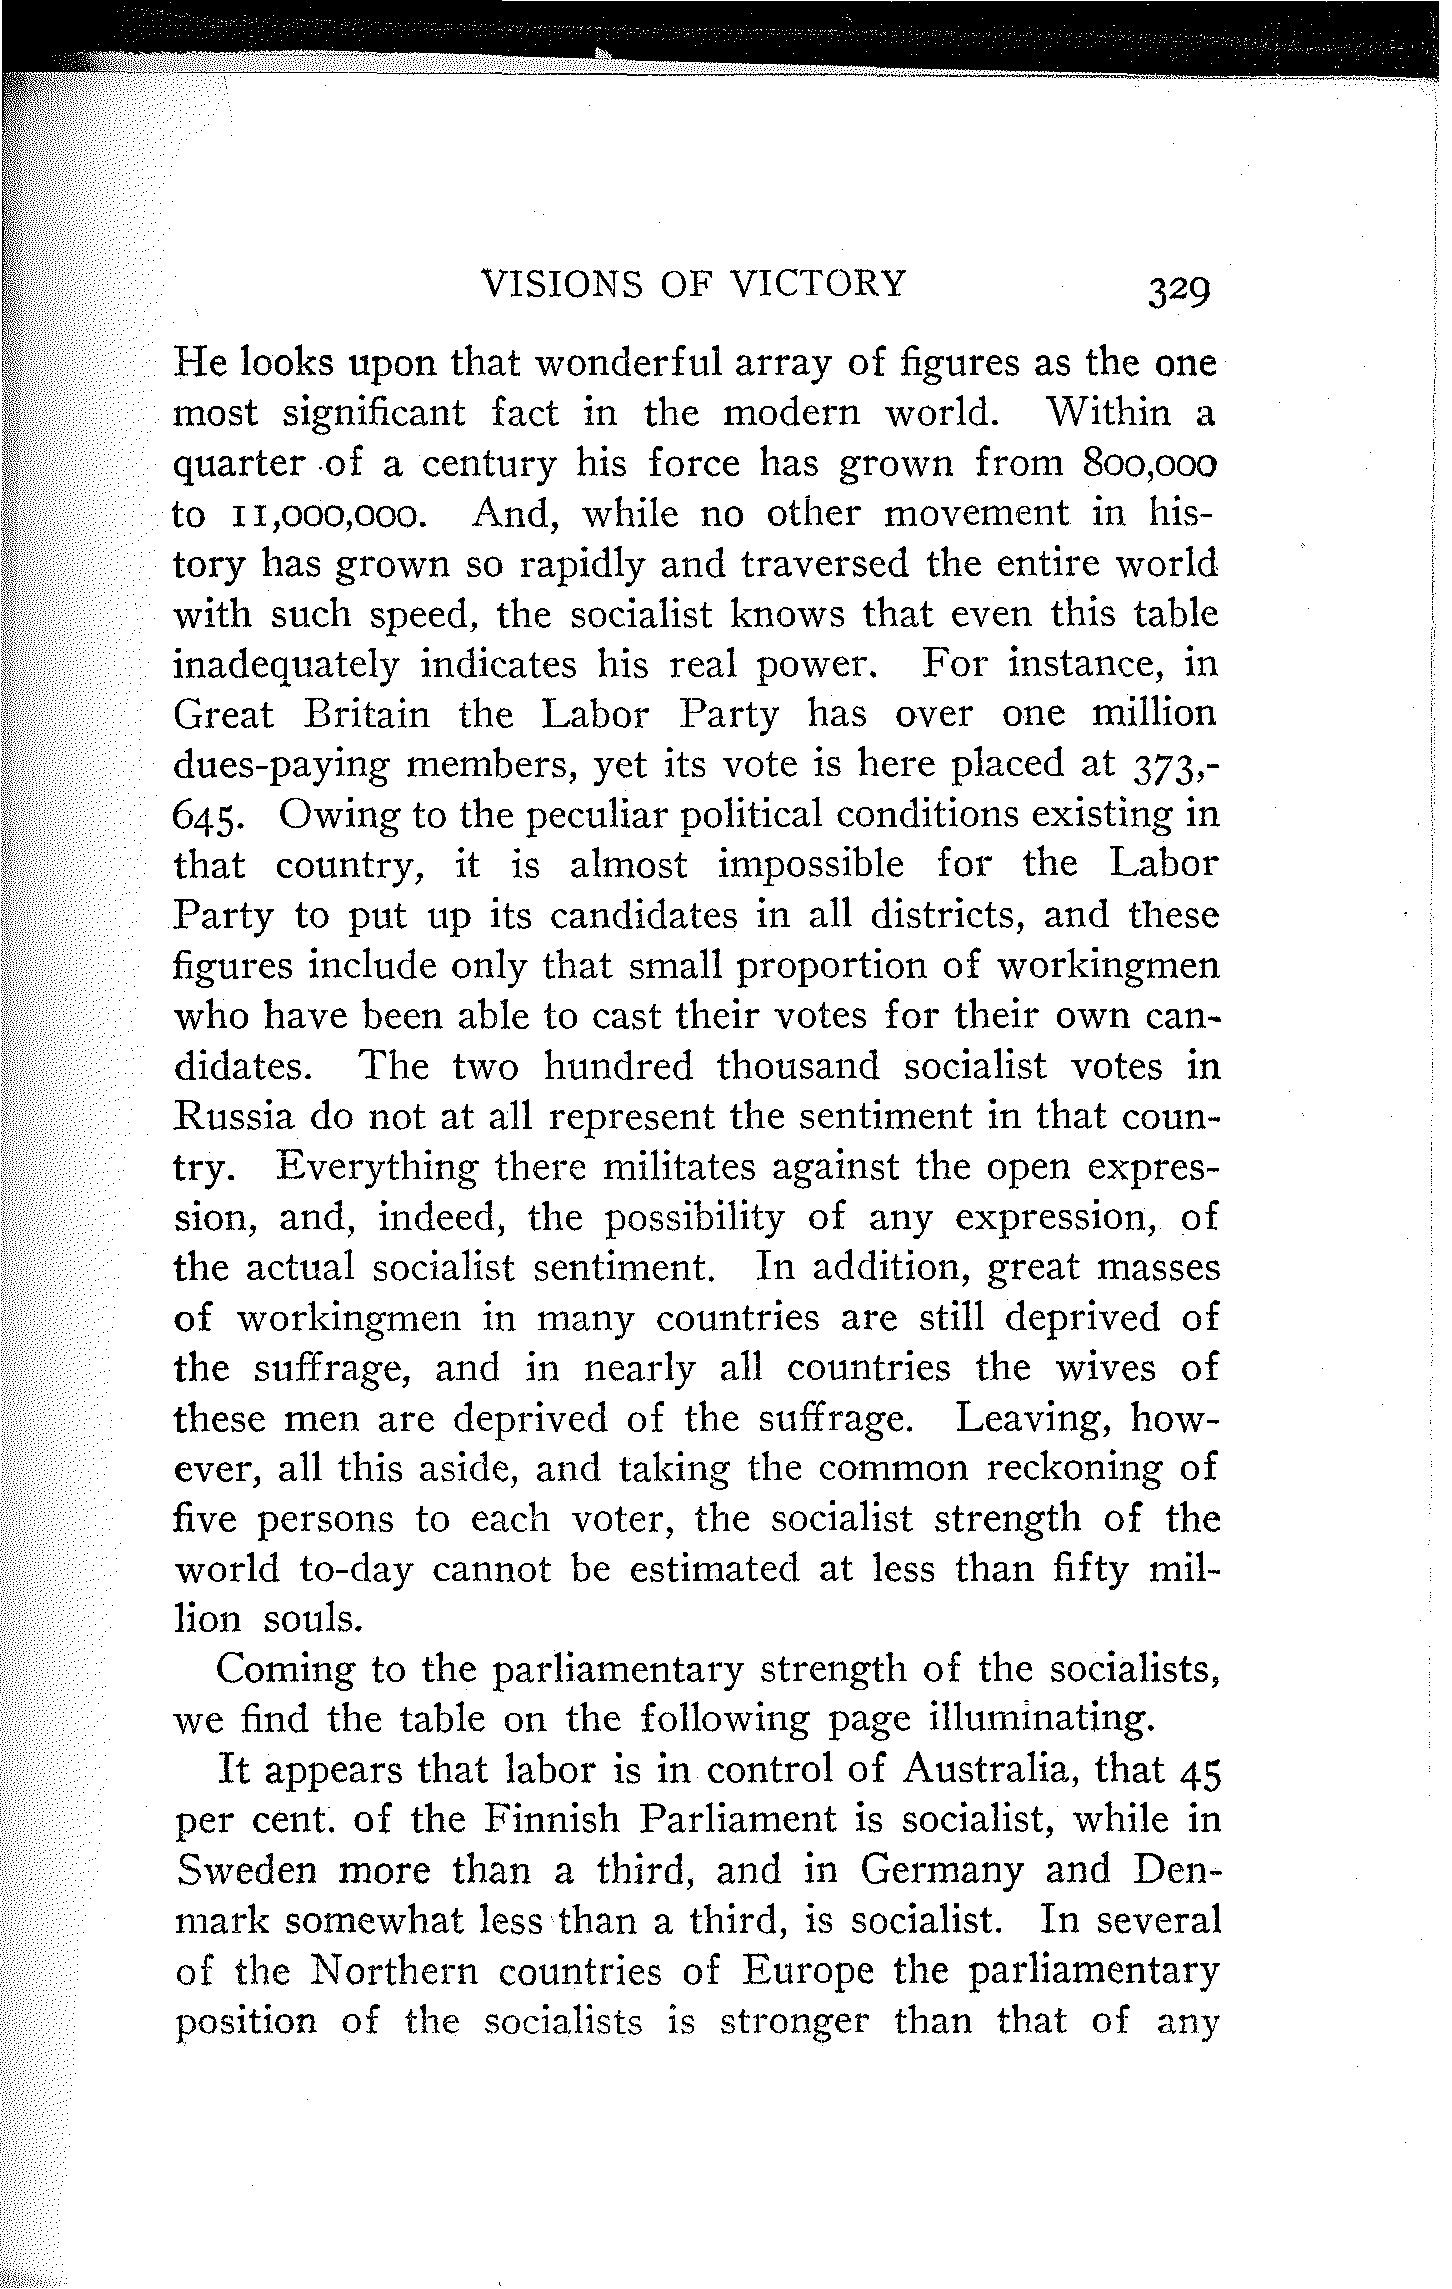 VISIONS OF VICTORY 329
He looks upon that wonderful array of figures as the one
most significant fact in the modern world. Within a
quarter of a century his force has grown from 800,000
to 11,000,000. And, while no other movement in his-
tory has grown so rapidly and traversed the entire world
with such speed, the socialist knows that even this table
inadequately indicates his real power. For instance, in
Great Britain the Labor Party has over one million
dues-paying members, yet its vote is here placed at 373,-
645. Owing to the peculiar political conditions existing in
that country, it is almost impossible for the Labor
Party to put up its candidates in all districts, and these
figures include only that small proportion of workingmen
who have been able to cast their votes for their own can-
didates. The two hundred thousand socialist votes in
Russia do not at all represent the sentiment in that coun-
try. Everything there militates against the open expres-
sion, and, indeed, the possibility of any expression, of
the actual socialist sentiment. In addition, great masses
of workingmen in many countries are still deprived of
the suffrage, and in nearly all countries the wives of
these men are deprived of the suffrage. Leaving, how-
ever, all this aside, and taking the common reckoning of
five persons to each voter, the socialist strength of the
world to-day cannot be estimated at less than fifty mil-
lion souls.
Coming to the parliamentary strength of the socialists,
we find the table on the following page illuminating.
It appears that labor is in control of Australia, that 45
per cent. of the Finnish Parliament is socialist, while in
Sweden more than a third, and in Germany and Den-
mark somewhat less than a third, is socialist. In several
of the Northern countries of Europe the parliamentary
position of the socialists is stronger than that of any